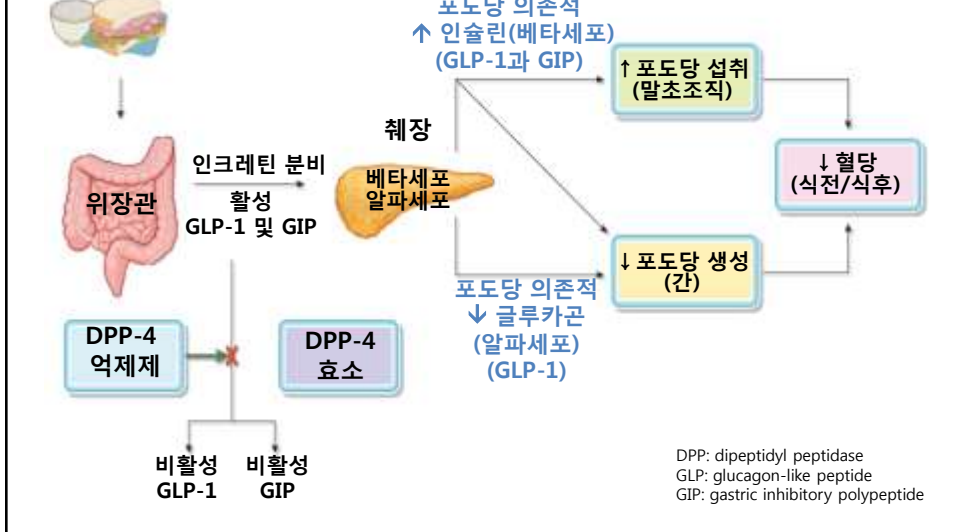 포도당 의존적
↑ 인슐린(베타세포)
(GLP-1과 GIP)
↑포도당 섭취
(말초조직)
췌장
인크레틴 분비
위장관
활성
GLP-1 및 GIP
베타세포
알파세포
↓혈당
(식전/식후)
↓포도당 생성
(간)
포도당 의존적
↓ 글루카곤
(알파세포)
(GLP-1)
DPP-4
억제제
DPP-4
효소
비활성
GLP-1
비활성
GIP
DPP: dipeptidyl peptidase
GLP: glucagon-like peptide
GIP: gastric inhibitory polypeptide